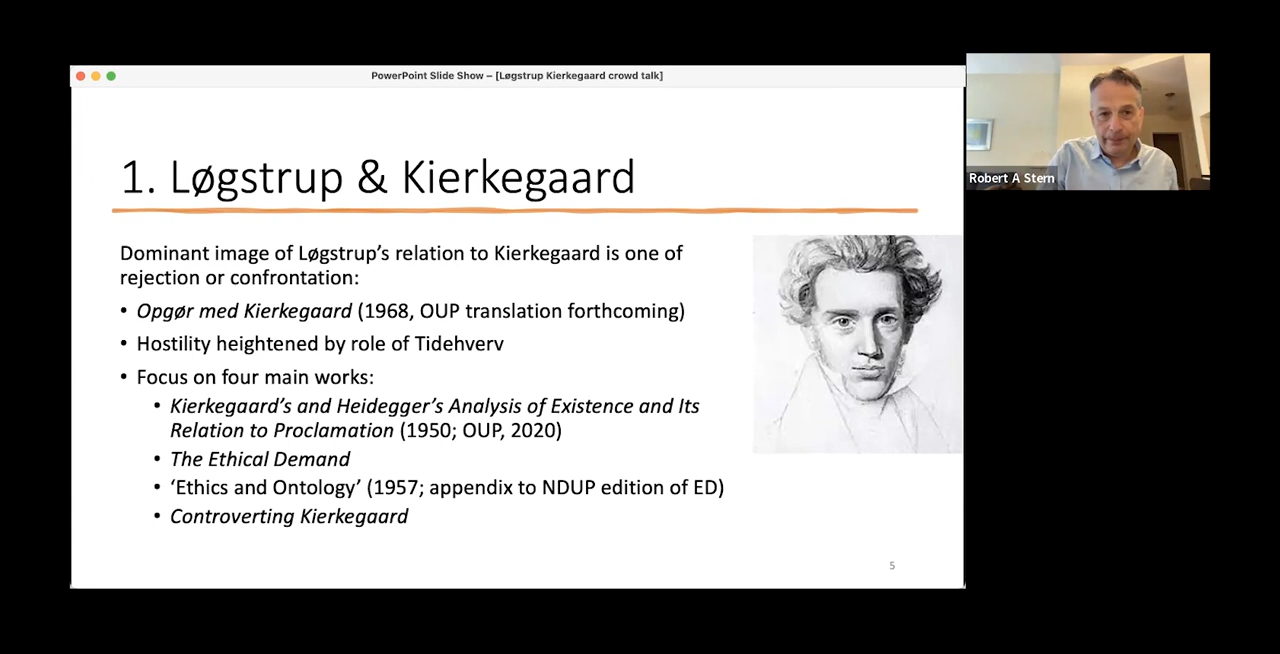 PowerPoint Slide Show – [Løgstrup Kierkegaard crowd talk]
1. Løgstrup & Kierkegaard
Dominant image of Løgstrup’s relation to Kierkegaard is one of
rejection or confrontation:
• Opgør med Kierkegaard (1968, OUP translation forthcoming)
• Hostility heightened by role of Tidehverv
• Focus on four main works:
• Kierkegaard’s and Heidegger’s Analysis of Existence and Its
Relation to Proclamation (1950; OUP, 2020)
• The Ethical Demand
• ‘Ethics and Ontology’ (1957; appendix to NDUP edition of ED)
• Controverting Kierkegaard
5
Robert A Stern